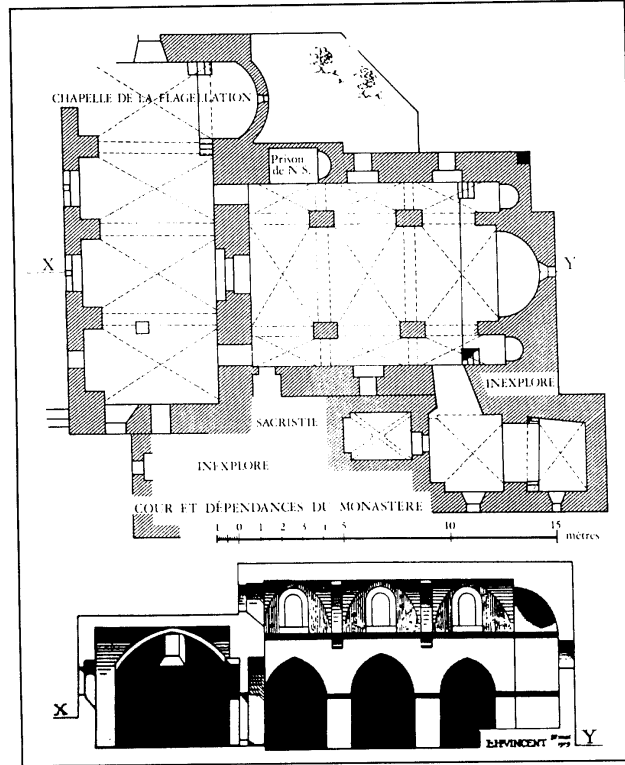 CHAPELLE DE LA FLAGELLATION
Prison
de N S.
X
Y
INEXPLORE
SACRISTIE
INEXPLORE
COUR ET DÉPENDANCES DU MONASTERE
1 0 1 2 3 4 5 10 15
mètres
X
Y
VINCENT